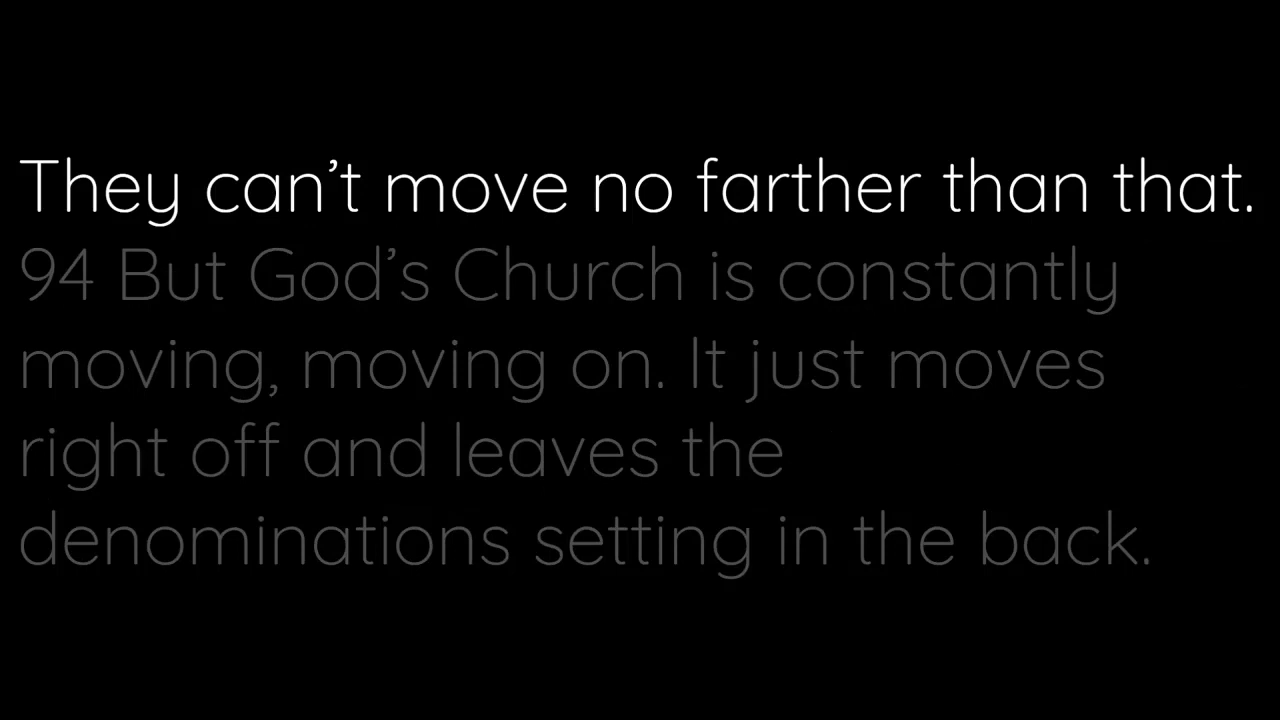 They can’t move no farther than that.
94 But God’s Church is constantly
moving, moving on. It just moves
right off and leaves the
denominations setting in the back.